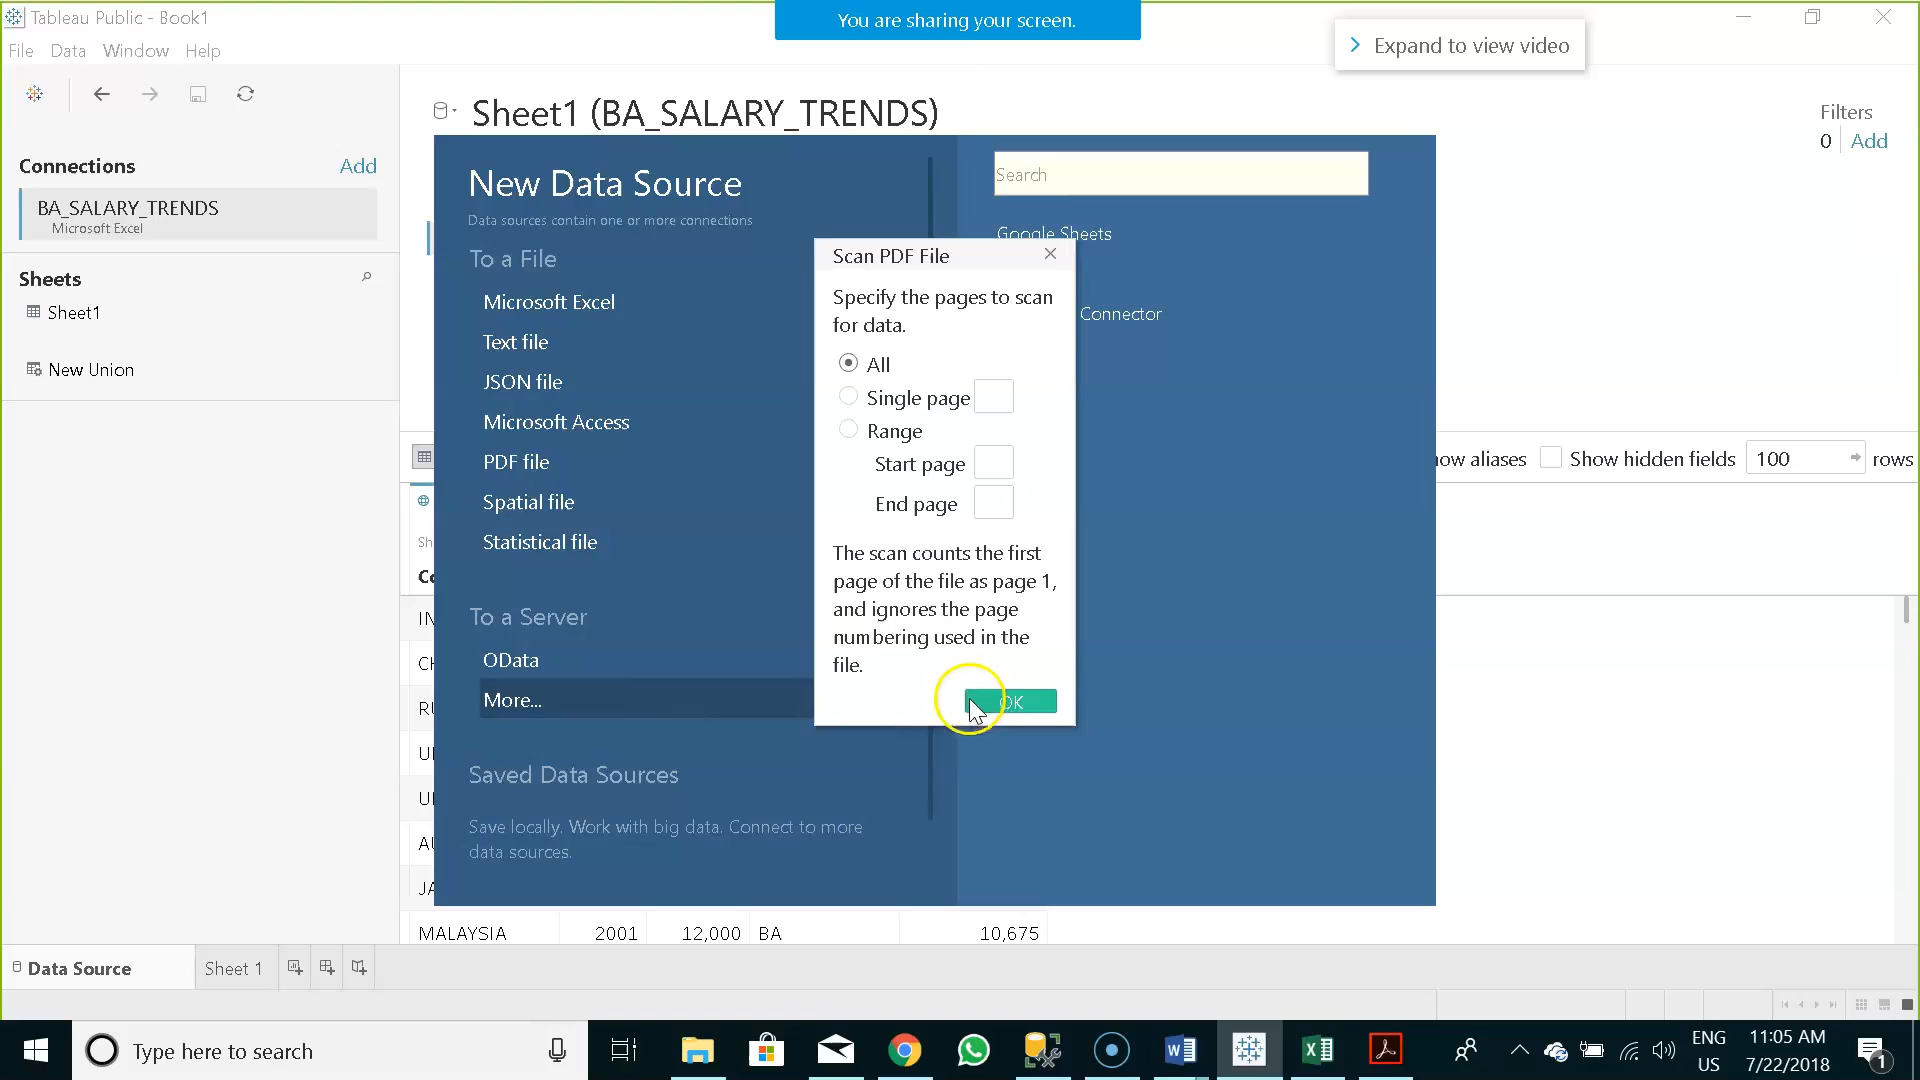 Tableau Public - Book1
You are sharing your screen.
Expand to view video
File Data Window Help
Sheet1 (BA_SALARY_TRENDS)
Filters
0 Add
Connections Add
BA_SALARY_TRENDS
Microsoft Excel
Sheets
Sheet1
New Union
New Data Source
Data sources contain one or more connections
To a File
Microsoft Excel
Text file
JSON file
Microsoft Access
PDF file
Spatial file
Statistical file
To a Server
OData
More...
Saved Data Sources
Save locally. Work with big data. Connect to more
data sources.
Search
Google Sheets
Connector
Scan PDF File
Specify the pages to scan
for data.
All
Single page
Range
Start page
End page
The scan counts the first
page of the file as page 1,
and ignores the page
numbering used in the
file.
OK
aliases Show hidden fields 100 rows
MALAYSIA 2001 12,000 BA 10,675
Data Source Sheet 1
Type here to search
ENG
US
11:05 AM
7/22/2018
1